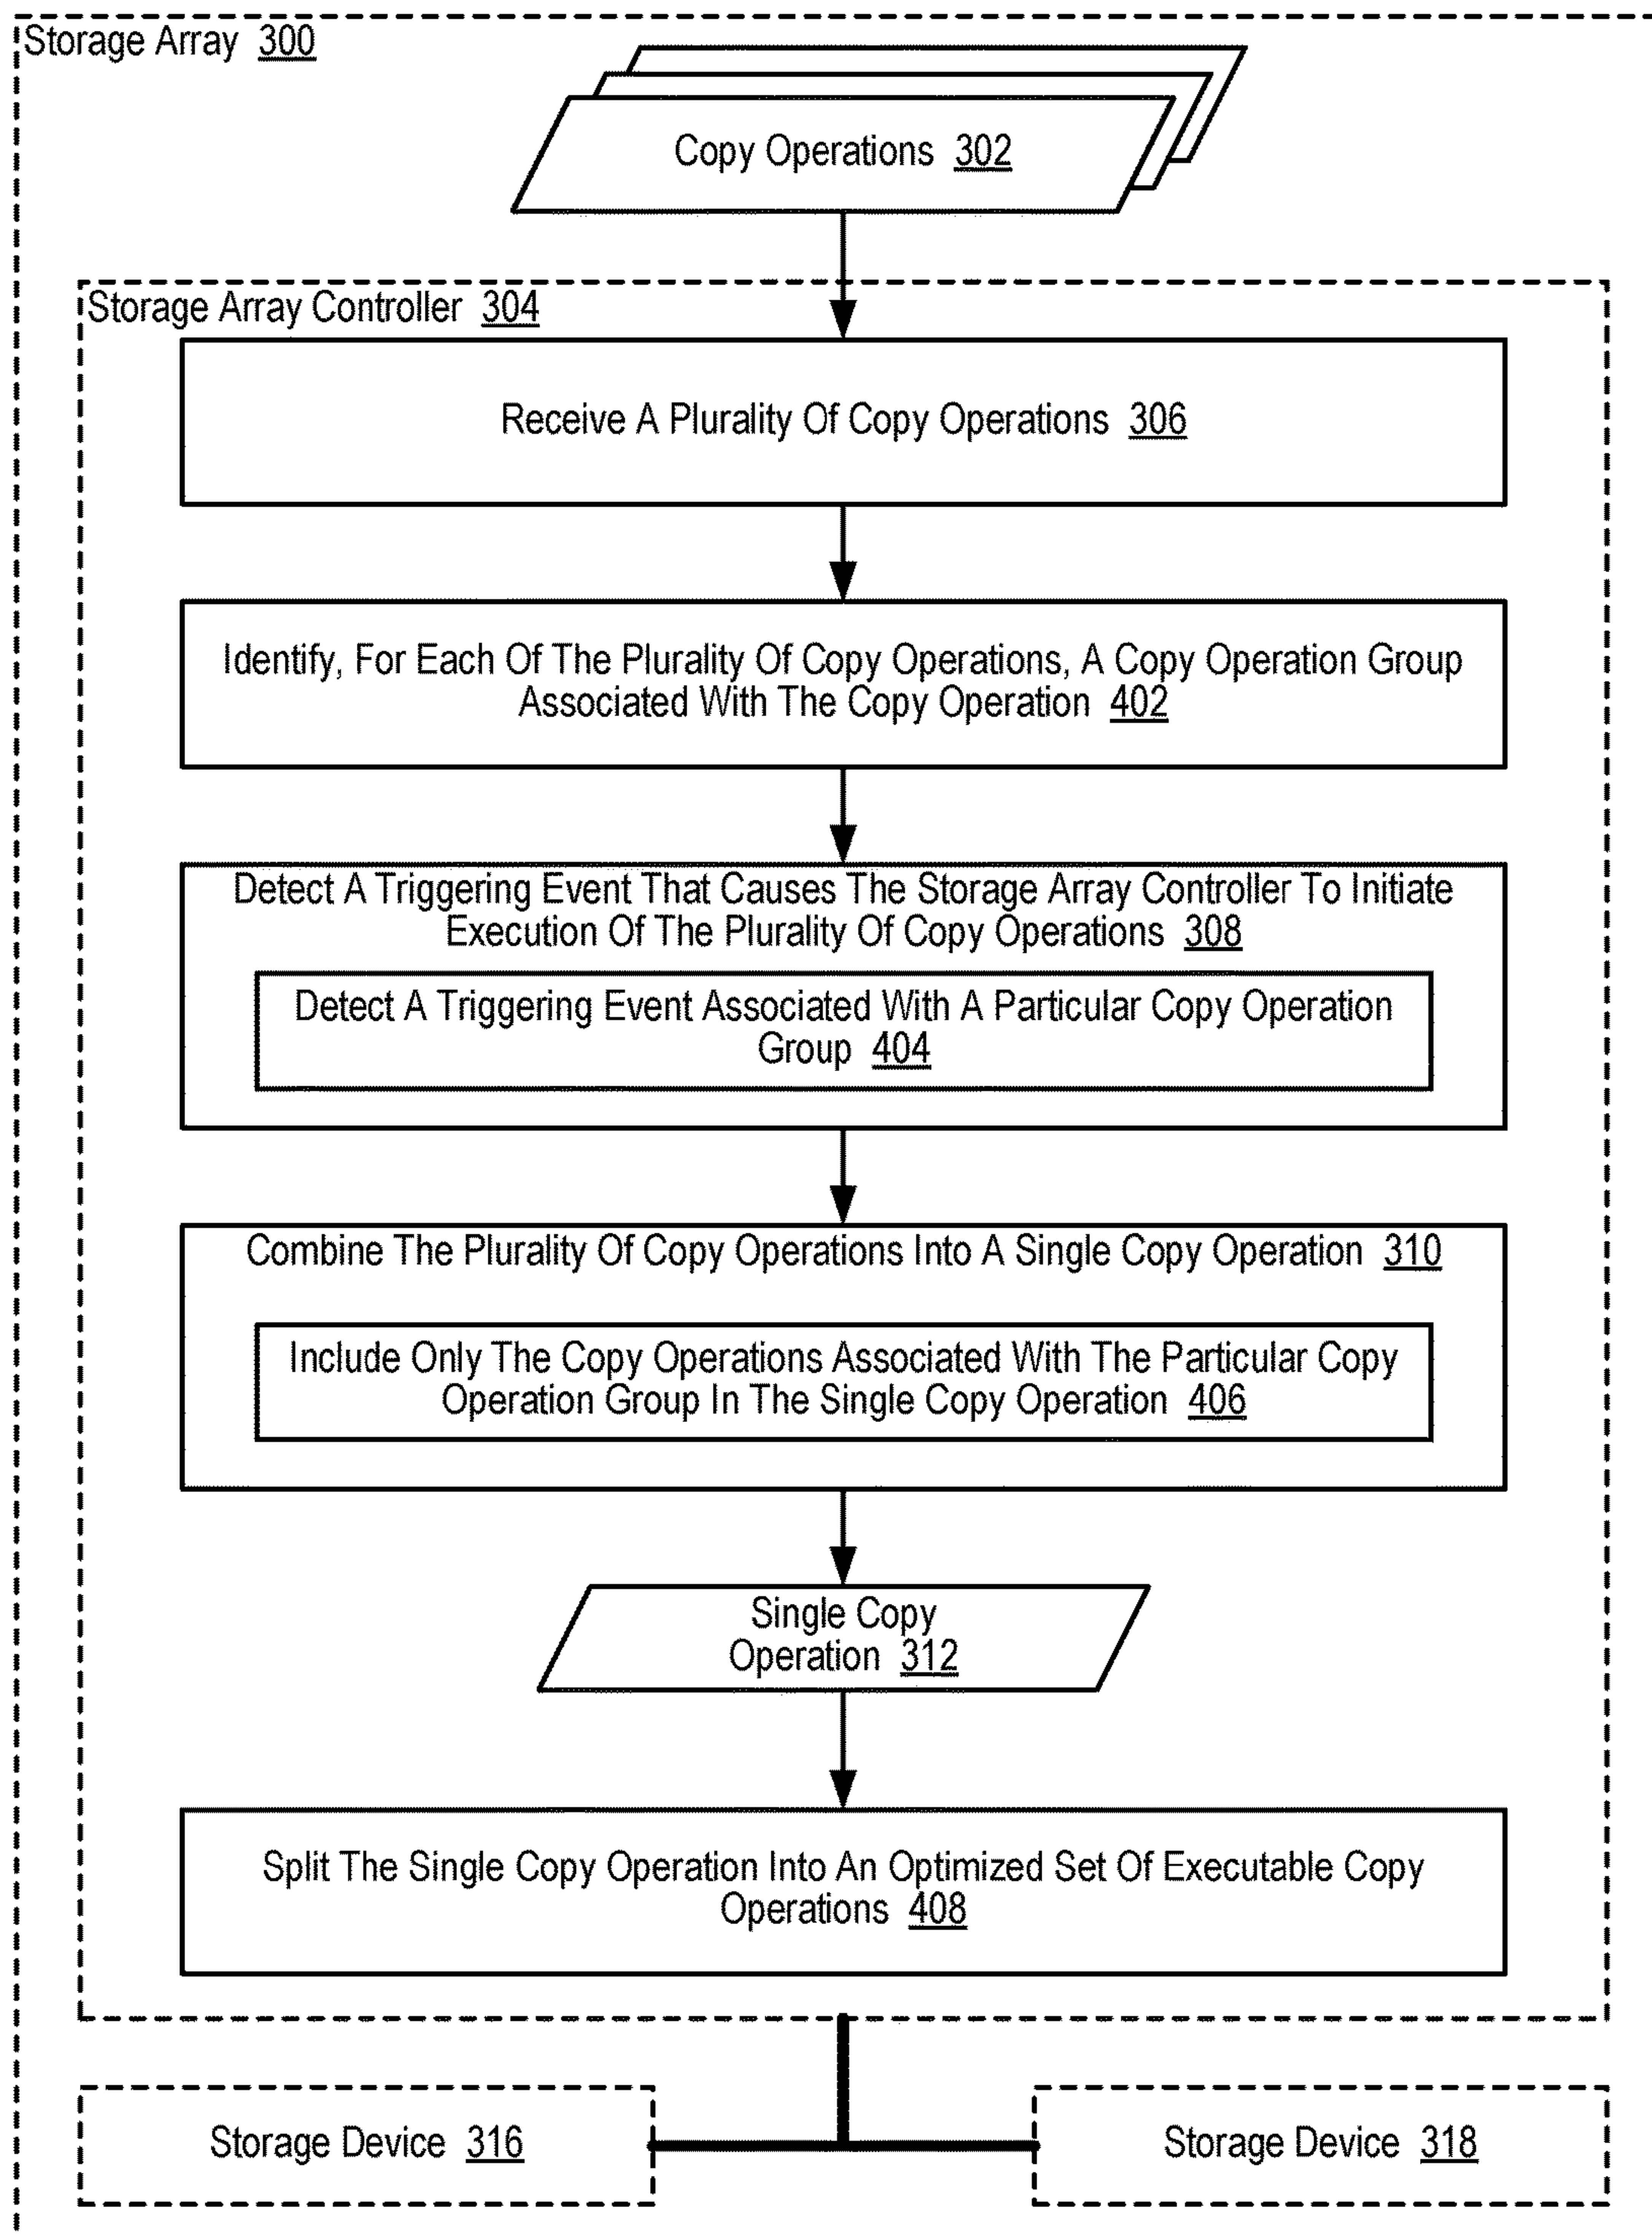 Storage Array 300
Copy Operations 302
Storage Array Controller 304
Receive A Plurality Of Copy Operations 306
Identify, For Each Of The Plurality Of Copy Operations, A Copy Operation Group
Associated With The Copy Operation 402
Detect A Triggering Event That Causes The Storage Array Controller To Initiate
Execution Of The Plurality Of Copy Operations 308
Detect A Triggering Event Associated With A Particular Copy Operation
Group 404
Combine The Plurality Of Copy Operations Into A Single Copy Operation 310
Include Only The Copy Operations Associated With The Particular Copy
Operation Group In The Single Copy Operation 406
Single Copy
Operation 312
Split The Single Copy Operation Into An Optimized Set Of Executable Copy
Operations 408
Storage Device 316
Storage Device 318